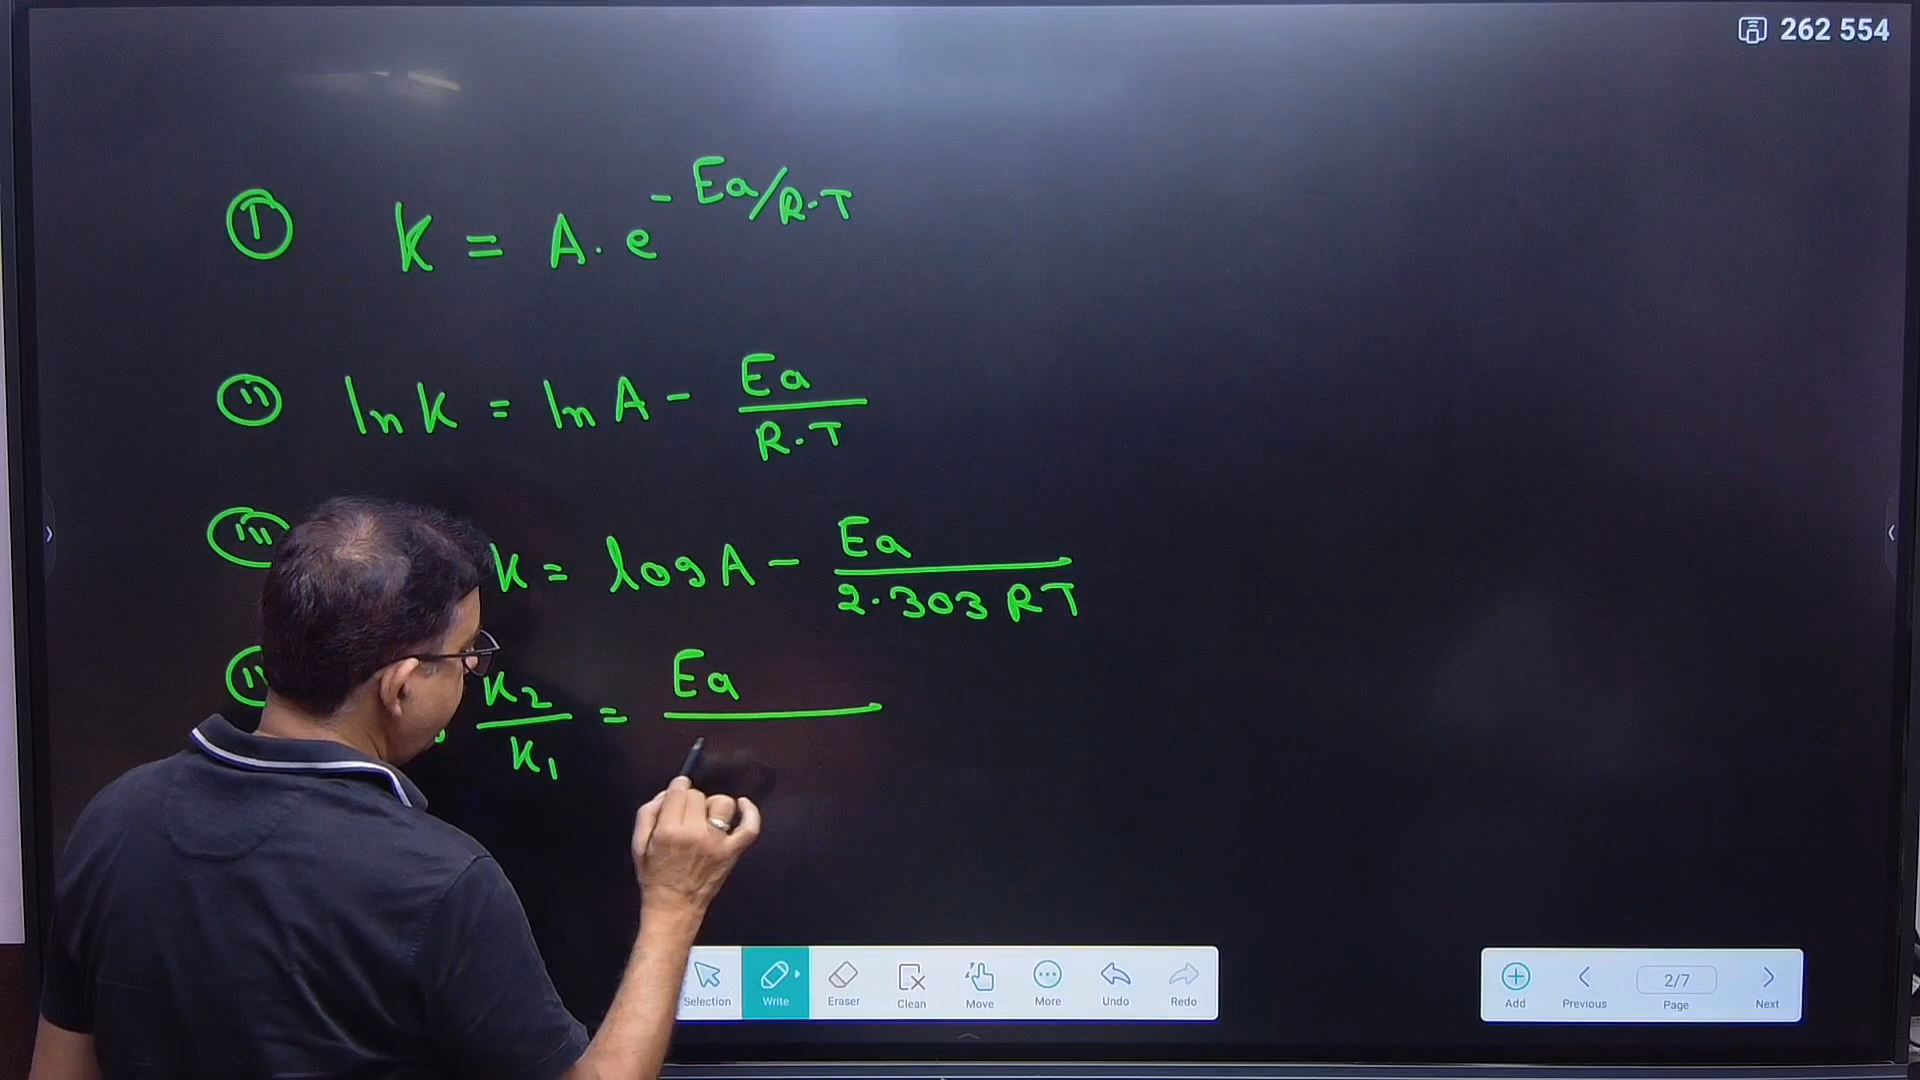 262 554
Ⓘ K = A. e^-Ea/R.T
ⓘⓘ ln K = ln A - Ea/R.T
ⓘⓘⓘ K = log A - Ea/2.303 RT
K2/K1 = Ea
Selection Write Eraser Clean Move More Undo Redo
Add Previous 2/7 Page Next